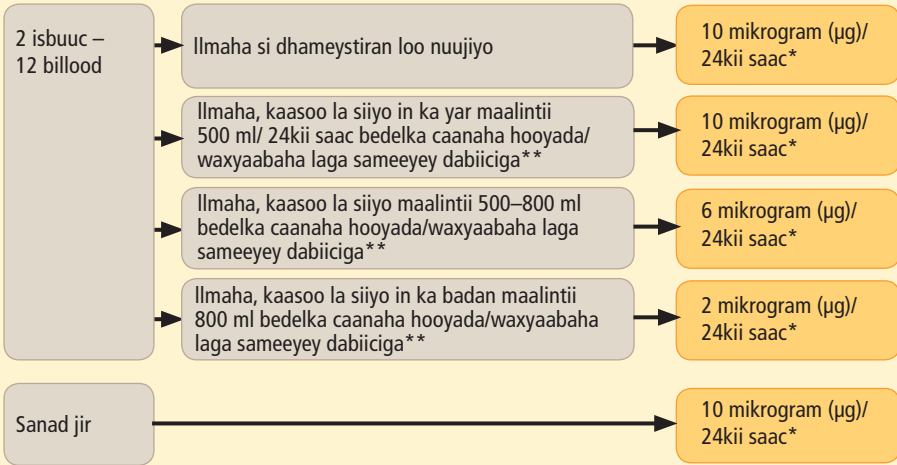 2 isbuuc –
12 billood
Ilmaha si dhameystiran loo nuujiyo
10 mikrogram (µg)/
24kii saac*
Ilmaha, kaasoo la siiyo in ka yar maalintii
500 ml/ 24kii saac bedelka caanaha hooyada/
waxyaabaha laga sameeyey dabiiciga**
10 mikrogram (µg)/
24kii saac*
Ilmaha, kaasoo la siiyo maalintii 500–800 ml
bedelka caanaha hooyada/waxyaabaha laga
sameeyey dabiiciga**
6 mikrogram (µg)/
24kii saac*
Ilmaha, kaasoo la siiyo in ka badan maalintii
800 ml bedelka caanaha hooyada/waxyaabaha
laga sameeyey dabiiciga**
2 mikrogram (µg)/
24kii saac*
Sanad jir
10 mikrogram (µg)/
24kii saac*